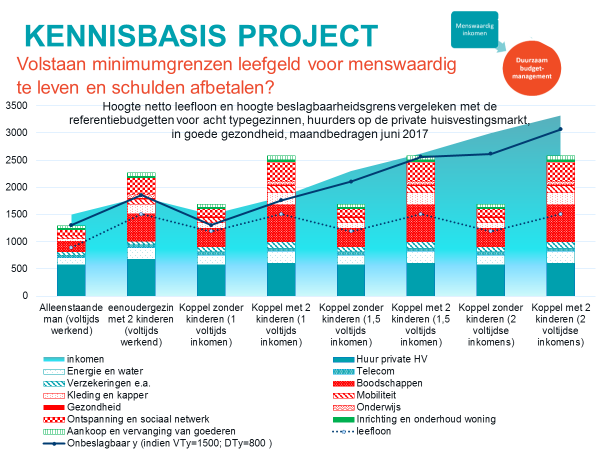 KENNISBASIS PROJECT
Menswaardig
inkomen
Duurzaam
budget-
management
Volstaan minimumgrenzen leefgeld voor menswaardig
te leven en schulden afbetalen?
Hoogte netto leefloon en hoogte beslagbaarheidsgrens vergeleken met de
referentiebudgetten voor acht typegezinnen, huurders op de private huisvestingsmarkt,
in goede gezondheid, maandbedragen juni 2017
3500
3000
2500
2000
1500
1000
500
0
Alleenstaande
man (voltijds
werkend)
eenoudergezin
met 2 kinderen
(voltijds
werkend)
Koppel zonder
kinderen (1
voltijds
inkomen)
Koppel met 2
kinderen (1
voltijds
inkomen)
Koppel zonder
kinderen (1,5
voltijds
inkomen)
Koppel met 2
kinderen (1,5
voltijds
inkomen)
Koppel zonder
kinderen (2
voltijdse
inkomens)
Koppel met 2
kinderen (2
voltijdse
inkomens)
inkomen
Huur private HV
Energie en water
Telecom
Verzekeringen e.a.
Boodschappen
Kleding en kapper
Mobiliteit
Gezondheid
Onderwijs
Ontspanning en sociaal netwerk
Inrichting en onderhoud woning
Aankoop en vervanging van goederen
leefloon
Onbeslagbaar y (indien VTy=1500; DTy=800 )